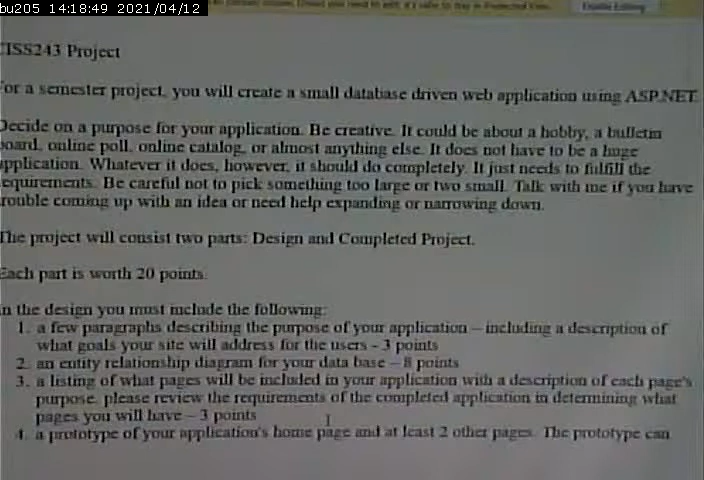 bu205 14:18:49 2021/04/12
Enable Editing
CISS243 Project
For a semester project, you will create a small database driven web application using ASP.NET.
Decide on a purpose for your application. Be creative. It could be about a hobby, a bulletin
board, online poll, online catalog, or almost anything else. It does not have to be a huge
application. Whatever it does, however, it should do completely. It just needs to fulfill the
requirements. Be careful not to pick something too large or two small. Talk with me if you have
trouble coming up with an idea or need help expanding or narrowing down.
The project will consist two parts: Design and Completed Project.
Each part is worth 20 points.
In the design you must include the following:
1. a few paragraphs describing the purpose of your application – including a description of
what goals your site will address for the users - 3 points
2. an entity relationship diagram for your data base – 8 points
3. a listing of what pages will be included in your application with a description of each page's
purpose. please review the requirements of the completed application in determining what
pages you will have – 3 points
4. a prototype of your application's home page and at least 2 other pages. The prototype can